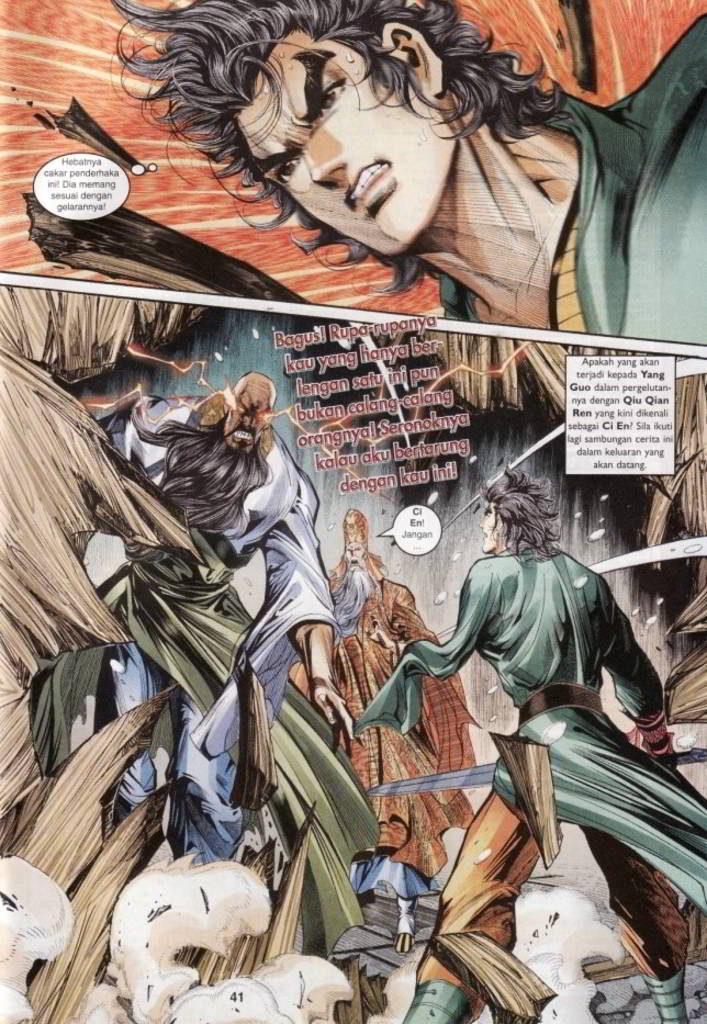 Hebatnya
cakar penderhaka
ini! Dia memang
sesuai dengan
gelarannya!
Bagus! Rupa-rupanya
kau yang hanya ber-
lengan satu ini pun
bukan calang-calang
orangnya! Seronoknya
kalau aku bertarung
dengan kau ini!
Apakah yang akan
terjadi kepada Yang
Guo dalam pergelutan-
nya dengan Qiu Qian
Ren yang kini dikenali
sebagai Ci En? Sila ikuti
lagi sambungan cerita ini
dalam keluaran yang
akan datang.
Ci
En!
Jangan
...
41